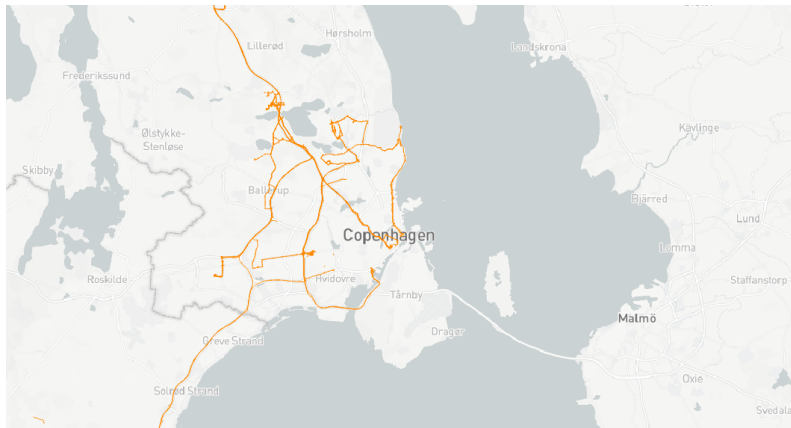 Landskrona
Hørsholm
Lillerød
Frederikssund
Kävlinge
Ølstykke-
Stenløse
Skibby
Ballerup
Bjärred
Lund
Copenhagen
Lomma
Roskilde
Hvidovre
Staffanstorp
Tårnby
Malmö
Dragør
Greve Strand
Oxie
Solrød Strand
Svedala